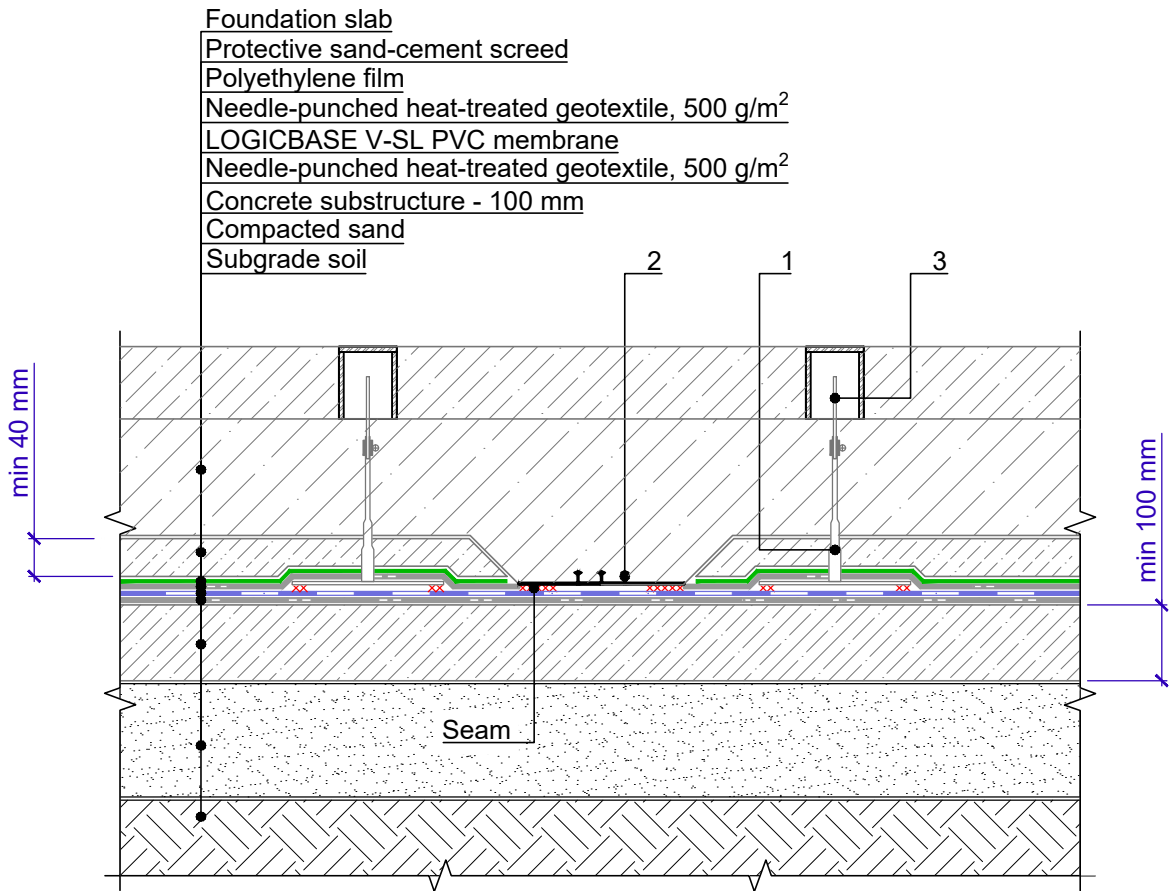 Foundation slab
Protective sand-cement screed
Polyethylene film
Needle-punched heat-treated geotextile, 500 g/m²
LOGICBASE V-SL PVC membrane
Needle-punched heat-treated geotextile, 500 g/m²
Concrete substructure - 100 mm
Compacted sand
Subgrade soil
2
1
3
min 40 mm
min 100 mm
Seam